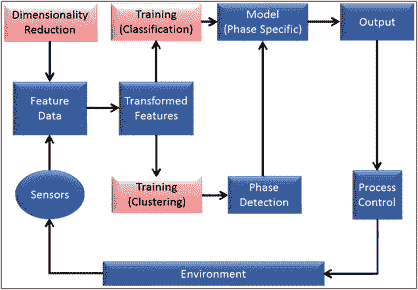 Dimensionality
Reduction
Training
(Classification)
Model
(Phase Specific)
Output
Feature
Data
Transformed
Features
Sensors
Training
(Clustering)
Phase
Detection
Process
Control
Environment